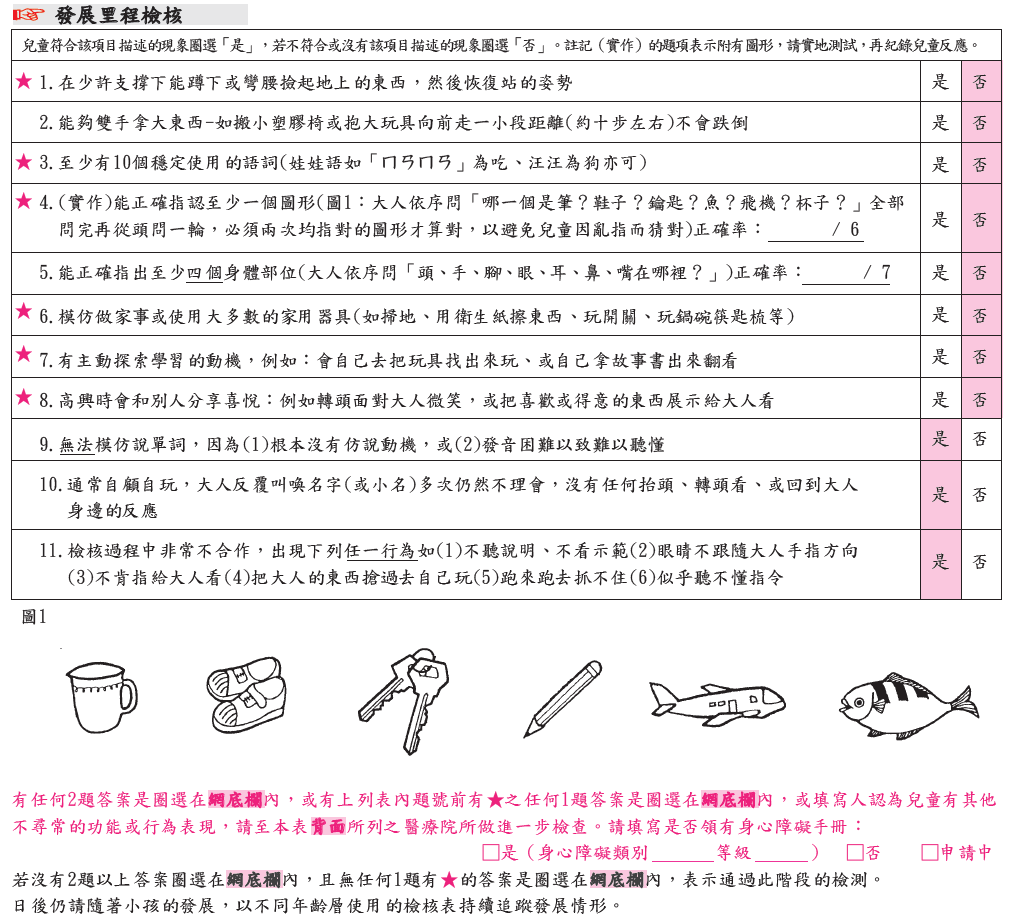 ☞ 發展里程檢核
兒童符合該項目描述的現象圈選「是」，若不符合或沒有該項目描述的現象圈選「否」。註記（實作）的題項表示附有圖形，請實地測試，再紀錄兒童反應。
★ 1.在少許支撐下能蹲下或彎腰撿起地上的東西，然後恢復站的姿勢 是 否
2.能夠雙手拿大東西-如搬小塑膠椅或抱大玩具向前走一小段距離(約十步左右)不會跌倒 是 否
★ 3.至少有10個穩定使用的語詞(娃娃語如「ㄇㄢㄇㄢ」為吃、汪汪為狗亦可) 是 否
★ 4.(實作)能正確指認至少一個圖形(圖1：大人依序問「哪一個是筆？鞋子？鑰匙？魚？飛機？杯子？」全部
問完再從頭問一輪，必須兩次均指對的圖形才算對，以避免兒童因亂指而猜對)正確率：______ / 6 是 否
5.能正確指出至少四個身體部位(大人依序問「頭、手、腳、眼、耳、鼻、嘴在哪裡？」)正確率：______ / 7 是 否
★ 6.模仿做家事或使用大多數的家用器具(如掃地、用衛生紙擦東西、玩開關、玩鍋碗筷匙梳等) 是 否
★ 7.有主動探索學習的動機，例如：會自己去把玩具找出來玩、或自己拿故事書出來翻看 是 否
★ 8.高興時會和別人分享喜悅：例如轉頭面對大人微笑，或把喜歡或得意的東西展示給大人看 是 否
9.無法模仿說單詞，因為(1)根本沒有仿說動機，或(2)發音困難以致難以聽懂 是 否
10.通常自顧自玩，大人反覆叫喚名字(或小名)多次仍然不理會，沒有任何抬頭、轉頭看、或回到大人
身邊的反應 是 否
11.檢核過程中非常不合作，出現下列任一行為如(1)不聽說明、不看示範(2)眼睛不跟隨大人手指方向
(3)不肯指給大人看(4)把大人的東西搶過去自己玩(5)跑來跑去抓不住(6)似乎聽不懂指令 是 否
圖1
有任何2題答案是圈選在網底欄內，或有上列表內題號前有★之任何1題答案是圈選在網底欄內，或填寫人認為兒童有其他
不尋常的功能或行為表現，請至本表背面所列之醫療院所做進一步檢查。請填寫是否領有身心障礙手冊：
□是（身心障礙類別______等級_____） □否 □申請中
若沒有2題以上答案圈選在網底欄內，且無任何1題有★的答案是圈選在網底欄內，表示通過此階段的檢測。
日後仍請隨著小孩的發展，以不同年齡層使用的檢核表持續追蹤發展情形。